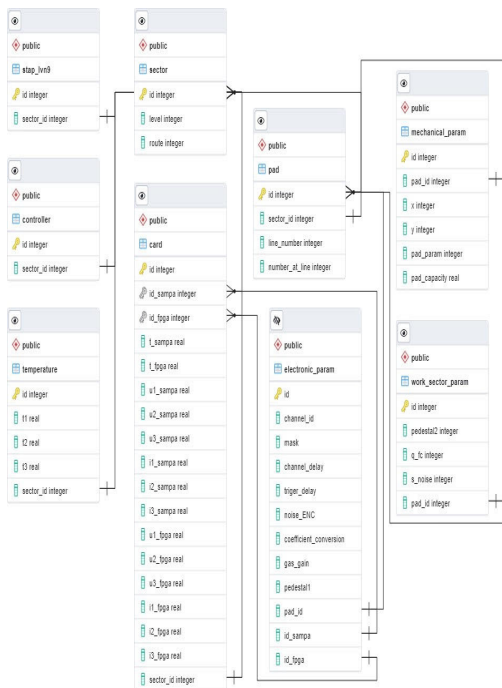 public
stap_lvn9
id integer
sector_id integer
public
controller
id integer
sector_id integer
public
temperature
id integer
t1 real
t2 real
t3 real
sector_id integer
public
sector
id integer
level integer
route integer
public
card
id integer
id_sampa integer
id_fpga integer
t_sampa real
t_fpga real
u1_sampa real
u2_sampa real
u3_sampa real
i1_sampa real
i2_sampa real
i3_sampa real
u1_fpga real
u2_fpga real
u3_fpga real
i1_fpga real
i2_fpga real
i3_fpga real
sector_id integer
public
pad
id integer
sector_id integer
line_number integer
number_at_line integer
public
electronic_param
id
channel_id
mask
channel_delay
triger_delay
noise_ENC
coefficient_conversion
gas_gain
pedestal1
pad_id
id_sampa
id_fpga
public
mechanical_param
id integer
pad_id integer
x integer
y integer
pad_param integer
pad_capacity real
public
work_sector_param
id integer
pedestal2 integer
q_fc integer
s_noise integer
pad_id integer